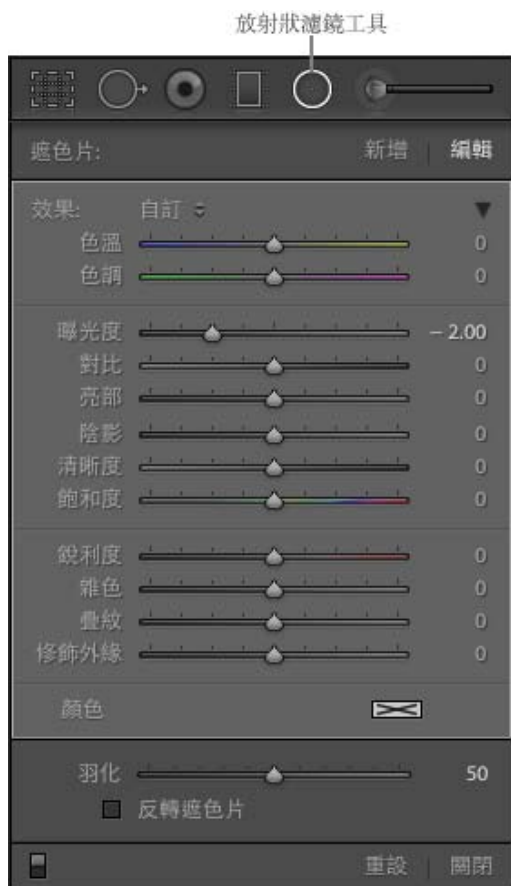 放射狀濾鏡工具
遮色片: 新增 編輯
效果: 自訂
色溫 0
色調 0
曝光度 – 2.00
對比 0
亮部 0
陰影 0
清晰度 0
飽和度 0
銳利度 0
雜色 0
疊紋 0
修飾外緣 0
顏色
羽化 50
反轉遮色片
重設 關閉